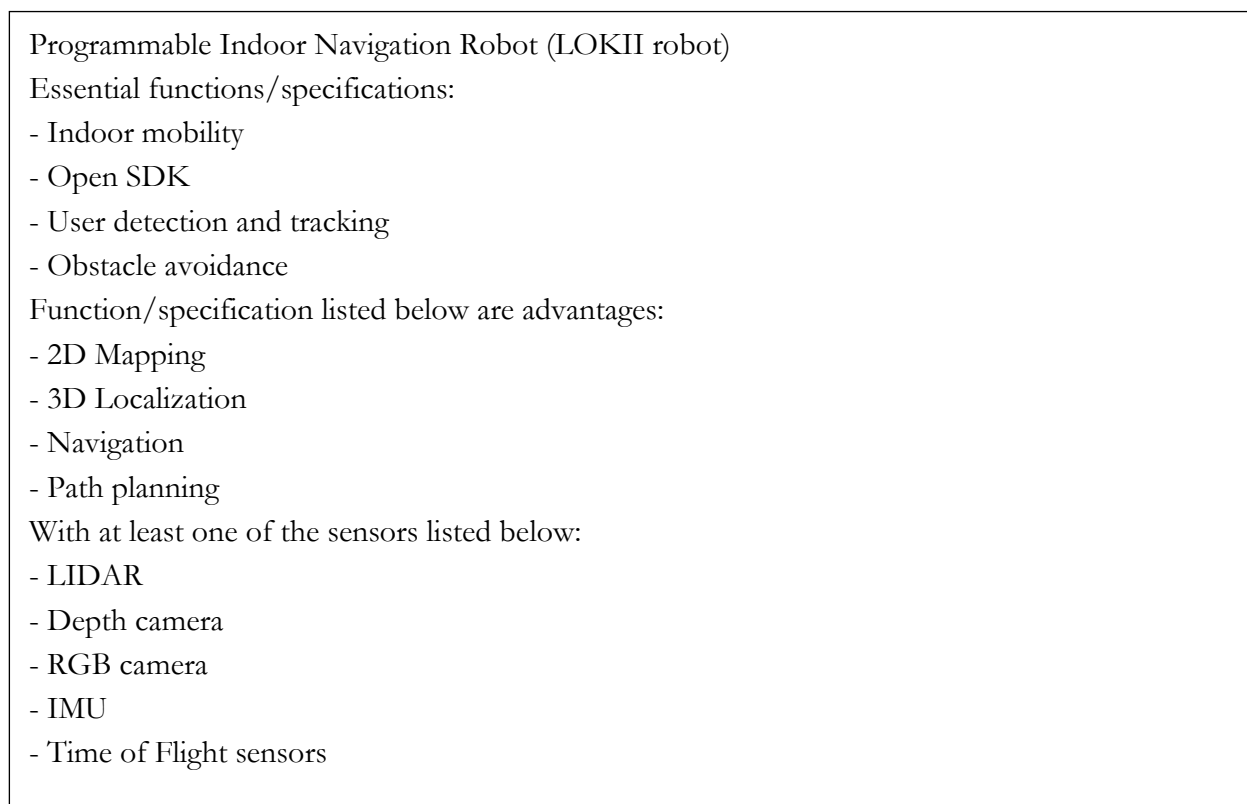 Programmable Indoor Navigation Robot (LOKII robot)
Essential functions/specifications:
- Indoor mobility
- Open SDK
- User detection and tracking
- Obstacle avoidance
Function/specification listed below are advantages:
- 2D Mapping
- 3D Localization
- Navigation
- Path planning
With at least one of the sensors listed below:
- LIDAR
- Depth camera
- RGB camera
- IMU
- Time of Flight sensors